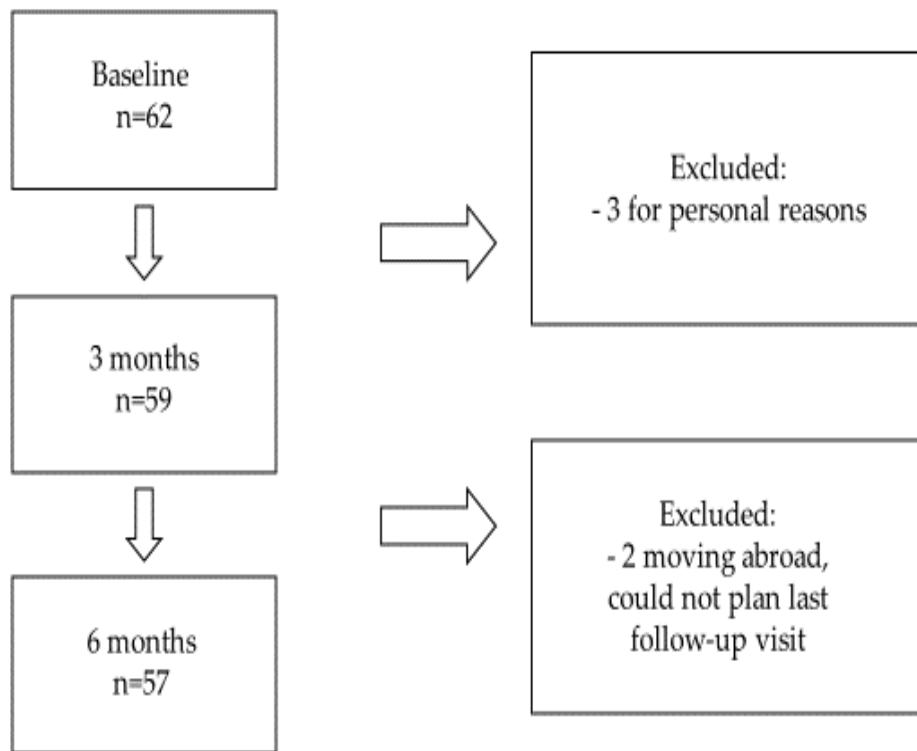 Baseline
n=62
Excluded:
- 3 for personal reasons
3 months
n=59
Excluded:
- 2 moving abroad,
could not plan last
follow-up visit
6 months
n=57